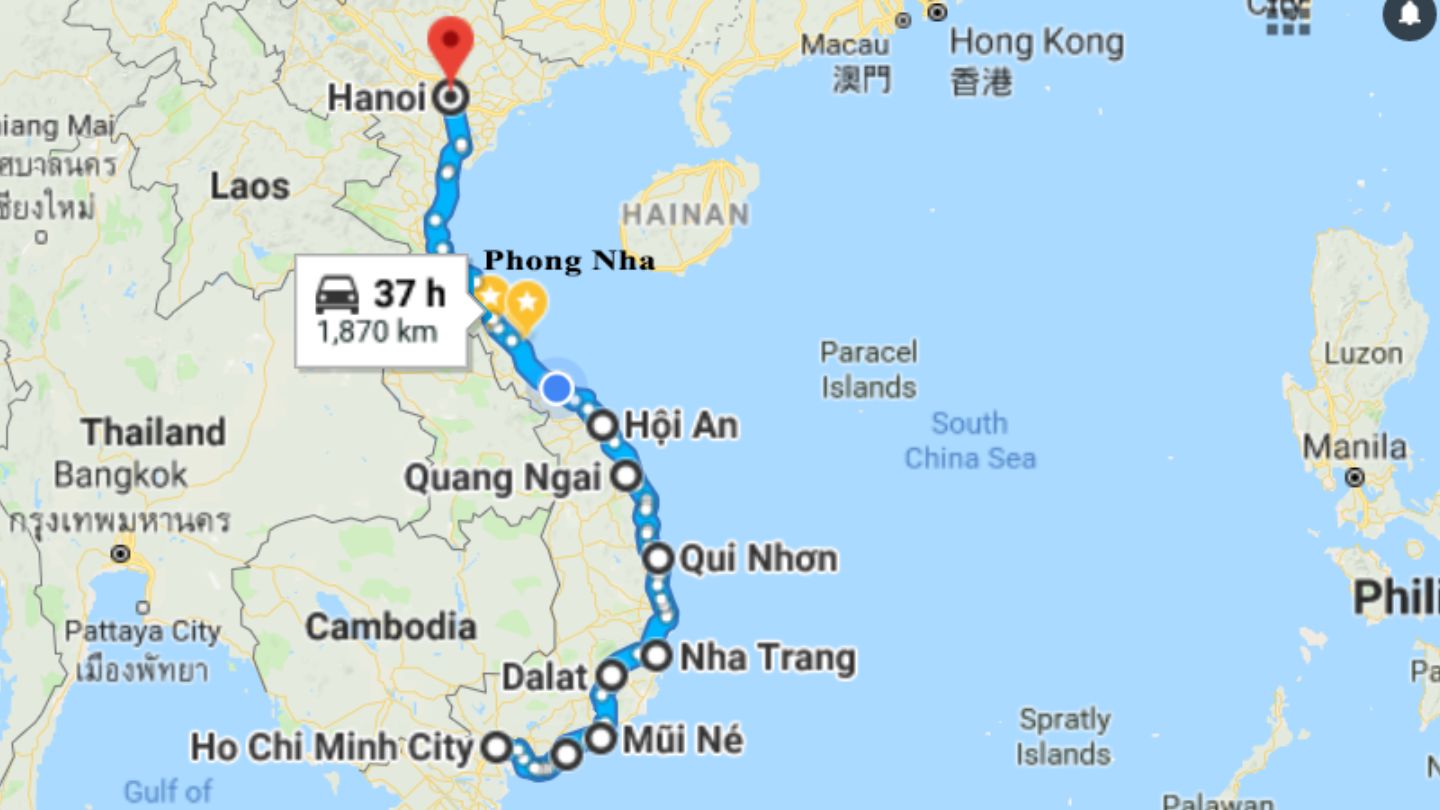 Macau
澳門
Hong Kong
香港
Hanoi
iang Mai
ศบาลนคร
ชียงใหม่
Laos
HAINAN
Phong Nha
37 h
1,870 km
Paracel
Islands
Luzon
Hội An
South
China Sea
Thailand
Bangkok
กรุงเทพมหานคร
Manila
Quang Ngai
Qui Nhơn
Phili
Cambodia
Pattaya City
เมืองพัทยา
Nha Trang
Dalat
Pa
Ho Chi Minh City
Mũi Né
Spratly
Islands
Gulf of
Palawan